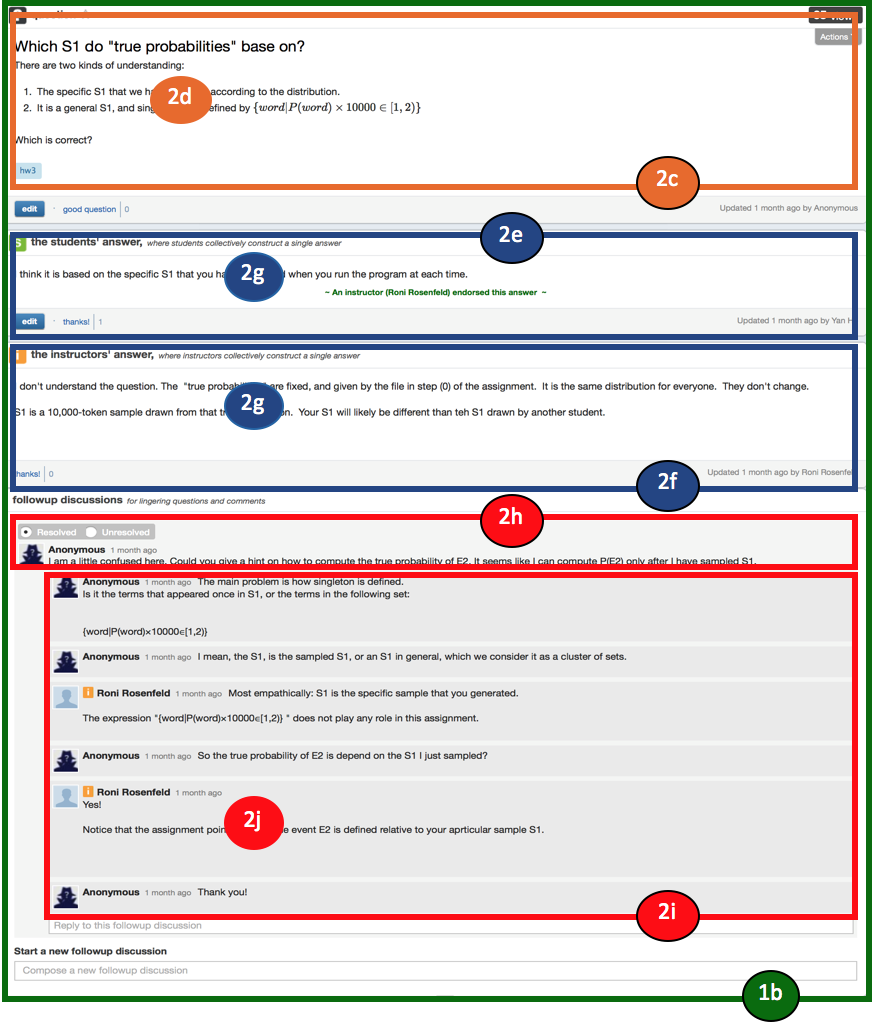 Which S1 do "true probabilities" base on?
Actions
There are two kinds of understanding:
1. The specific S1 that we according to the distribution.
2d
2. It is a general S1, and defined by {word|P(word) × 10000 ∈ [1, 2)}
Which is correct?
hw3
2c
edit · good question 0
Updated 1 month ago by Anonymous
2e
S the students' answer, where students collectively construct a single answer
2g
think it is based on the specific S1 that you when you run the program at each time.
~ An instructor (Roni Rosenfeld) endorsed this answer ~
edit · thanks! 1
Updated 1 month ago by Yan H
the instructors' answer, where instructors collectively construct a single answer
don't understand the question. The "true are fixed, and given by the file in step (0) of the assignment. It is the same distribution for everyone. They don't change.
2g
S1 is a 10,000-token sample drawn from that Your S1 will likely be different than teh S1 drawn by another student.
hanks! 0
Updated 1 month ago by Roni Rosenfe
2f
followup discussions for lingering questions and comments
2h
Resolved Unresolved
Anonymous 1 month ago
I am a little confused here. Could you give a hint on how to compute the true probability of E2. It seems like I can compute P(E2) only after I have sampled S1.
Anonymous 1 month ago The main problem is how singleton is defined.
Is it the terms that appeared once in S1, or the terms in the following set:
{word|P(word)×10000∈[1,2)}
Anonymous 1 month ago I mean, the S1, is the sampled S1, or an S1 in general, which we consider it as a cluster of sets.
i Roni Rosenfeld 1 month ago Most empathically: S1 is the specific sample that you generated.
The expression "{word|P(word)×10000∈[1,2)} " does not play any role in this assignment.
Anonymous 1 month ago So the true probability of E2 is depend on the S1 I just sampled?
i Roni Rosenfeld 1 month ago
Yes!
2j
Notice that the assignment event E2 is defined relative to your aprticular sample S1.
Anonymous 1 month ago Thank you!
2i
Reply to this followup discussion
Start a new followup discussion
Compose a new followup discussion
1b